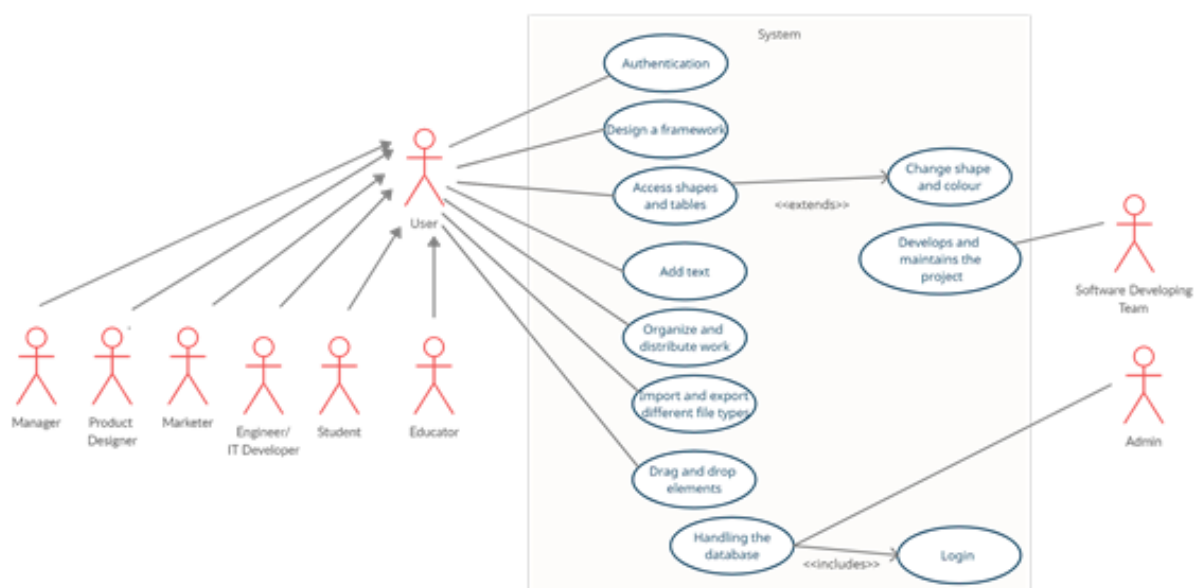 System
Authentication
Design a framework
Access shapes
and tables
<<extends>>
Change shape
and colour
User
Develops and
maintains the
project
Software Developing
Team
Add text
Organize and
distribute work
Import and export
different file types
Manager
Product
Designer
Marketer
Engineer/
IT Developer
Student
Educator
Admin
Drag and drop
elements
Handling the
database
<<includes>>
Login